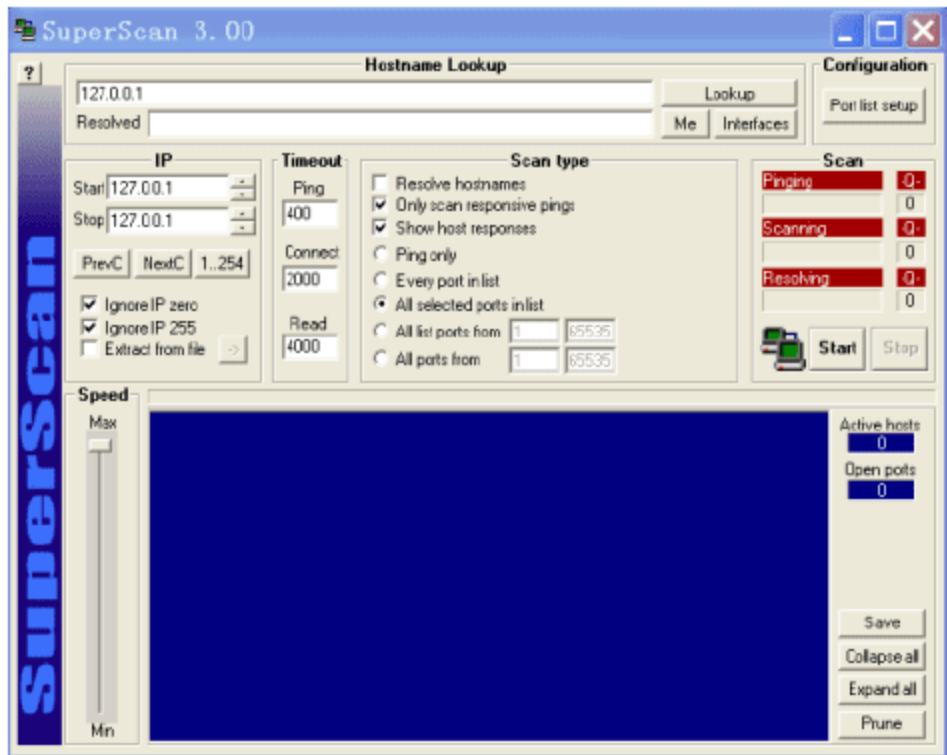 SuperScan 3.00
?
Hostname Lookup
127.0.0.1
Lookup
Resolved
Me
Interfaces
Configuration
Port list setup
IP
Start 127.0.0.1
Stop 127.0.0.1
PrevC
NextC
1..254
Ignore IP zero
Ignore IP 255
Extract from file
->
Timeout
Ping
400
Connect
2000
Read
4000
Scan type
Resolve hostnames
Only scan responsive pings
Show host responses
Ping only
Every port in list
All selected ports in list
All list ports from 1 65535
All ports from 1 65535
Scan
Pinging -Q-
0
Scanning -Q-
0
Resolving -Q-
0
Start
Stop
SuperScan
Speed
Max
Min
Active hosts
0
Open ports
0
Save
Collapse all
Expand all
Prune